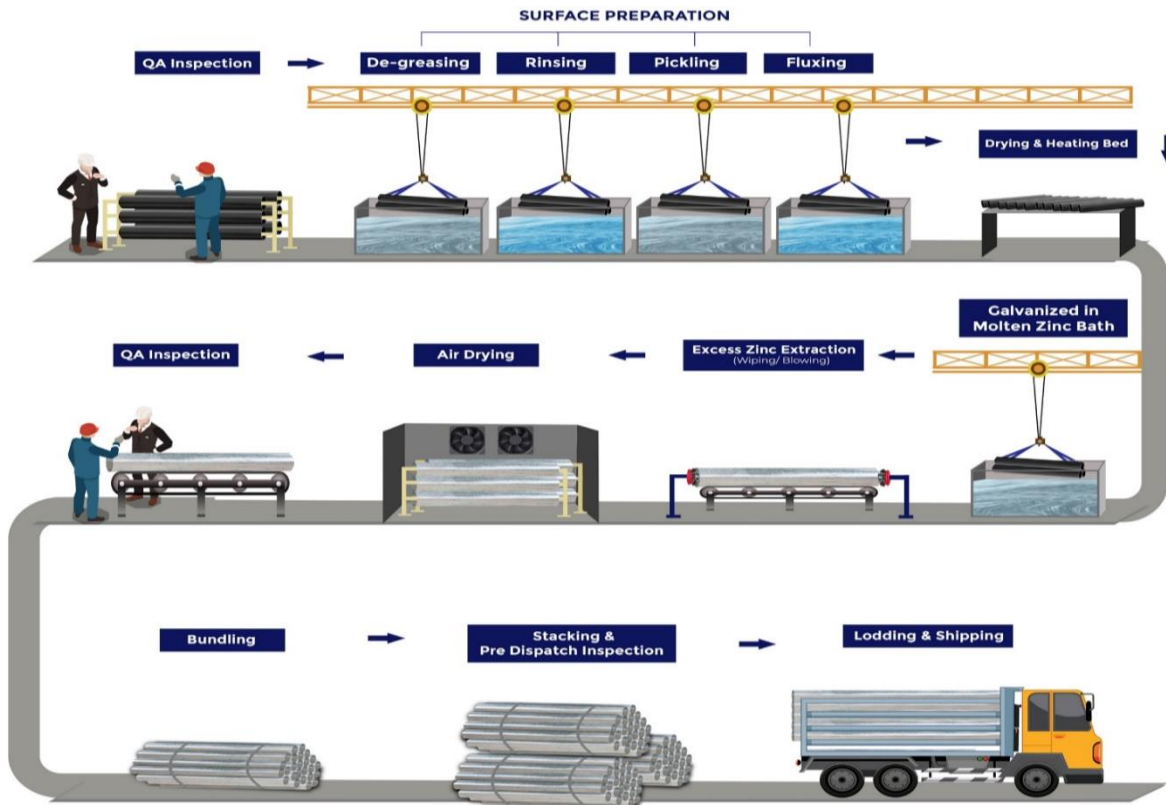 SURFACE PREPARATION
QA Inspection
De-greasing
Rinsing
Pickling
Fluxing
Drying & Heating Bed
Galvanized in
Molten Zinc Bath
Excess Zinc Extraction
(Wiping/ Blowing)
Air Drying
QA Inspection
Bundling
Stacking &
Pre Dispatch Inspection
Lodding & Shipping